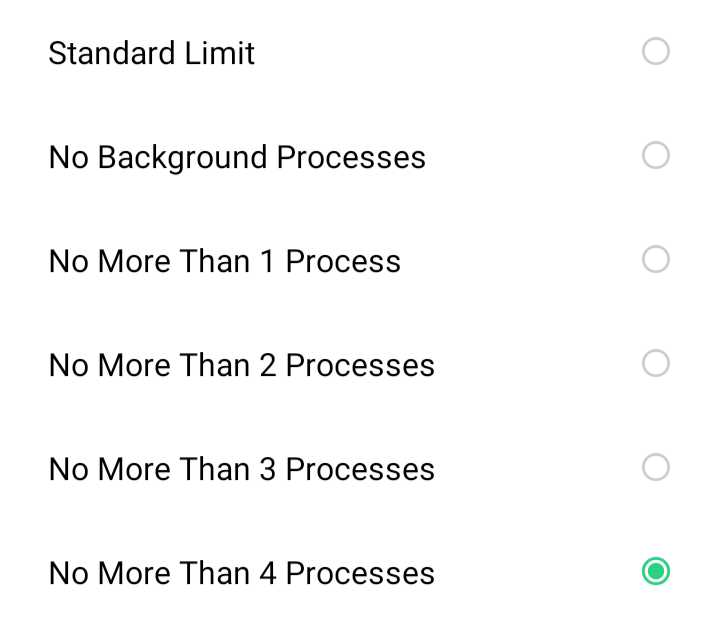 Standard Limit
No Background Processes
No More Than 1 Process
No More Than 2 Processes
No More Than 3 Processes
No More Than 4 Processes